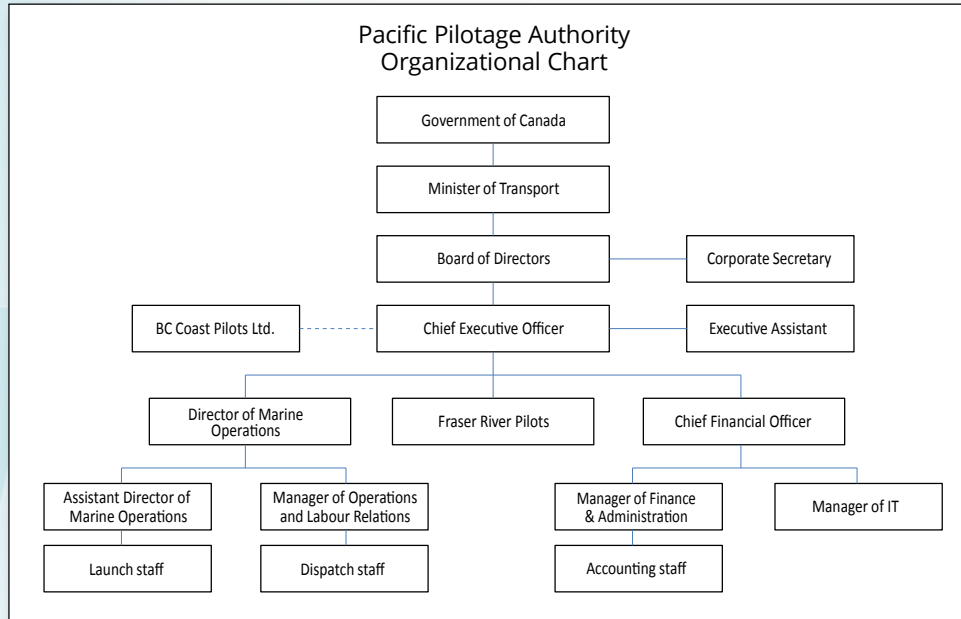 Pacific Pilotage Authority
Organizational Chart
Government of Canada
Minister of Transport
Board of Directors
Corporate Secretary
BC Coast Pilots Ltd.
Chief Executive Officer
Executive Assistant
Director of Marine
Operations
Fraser River Pilots
Chief Financial Officer
Assistant Director of
Marine Operations
Manager of Operations
and Labour Relations
Manager of Finance
& Administration
Manager of IT
Launch staff
Dispatch staff
Accounting staff